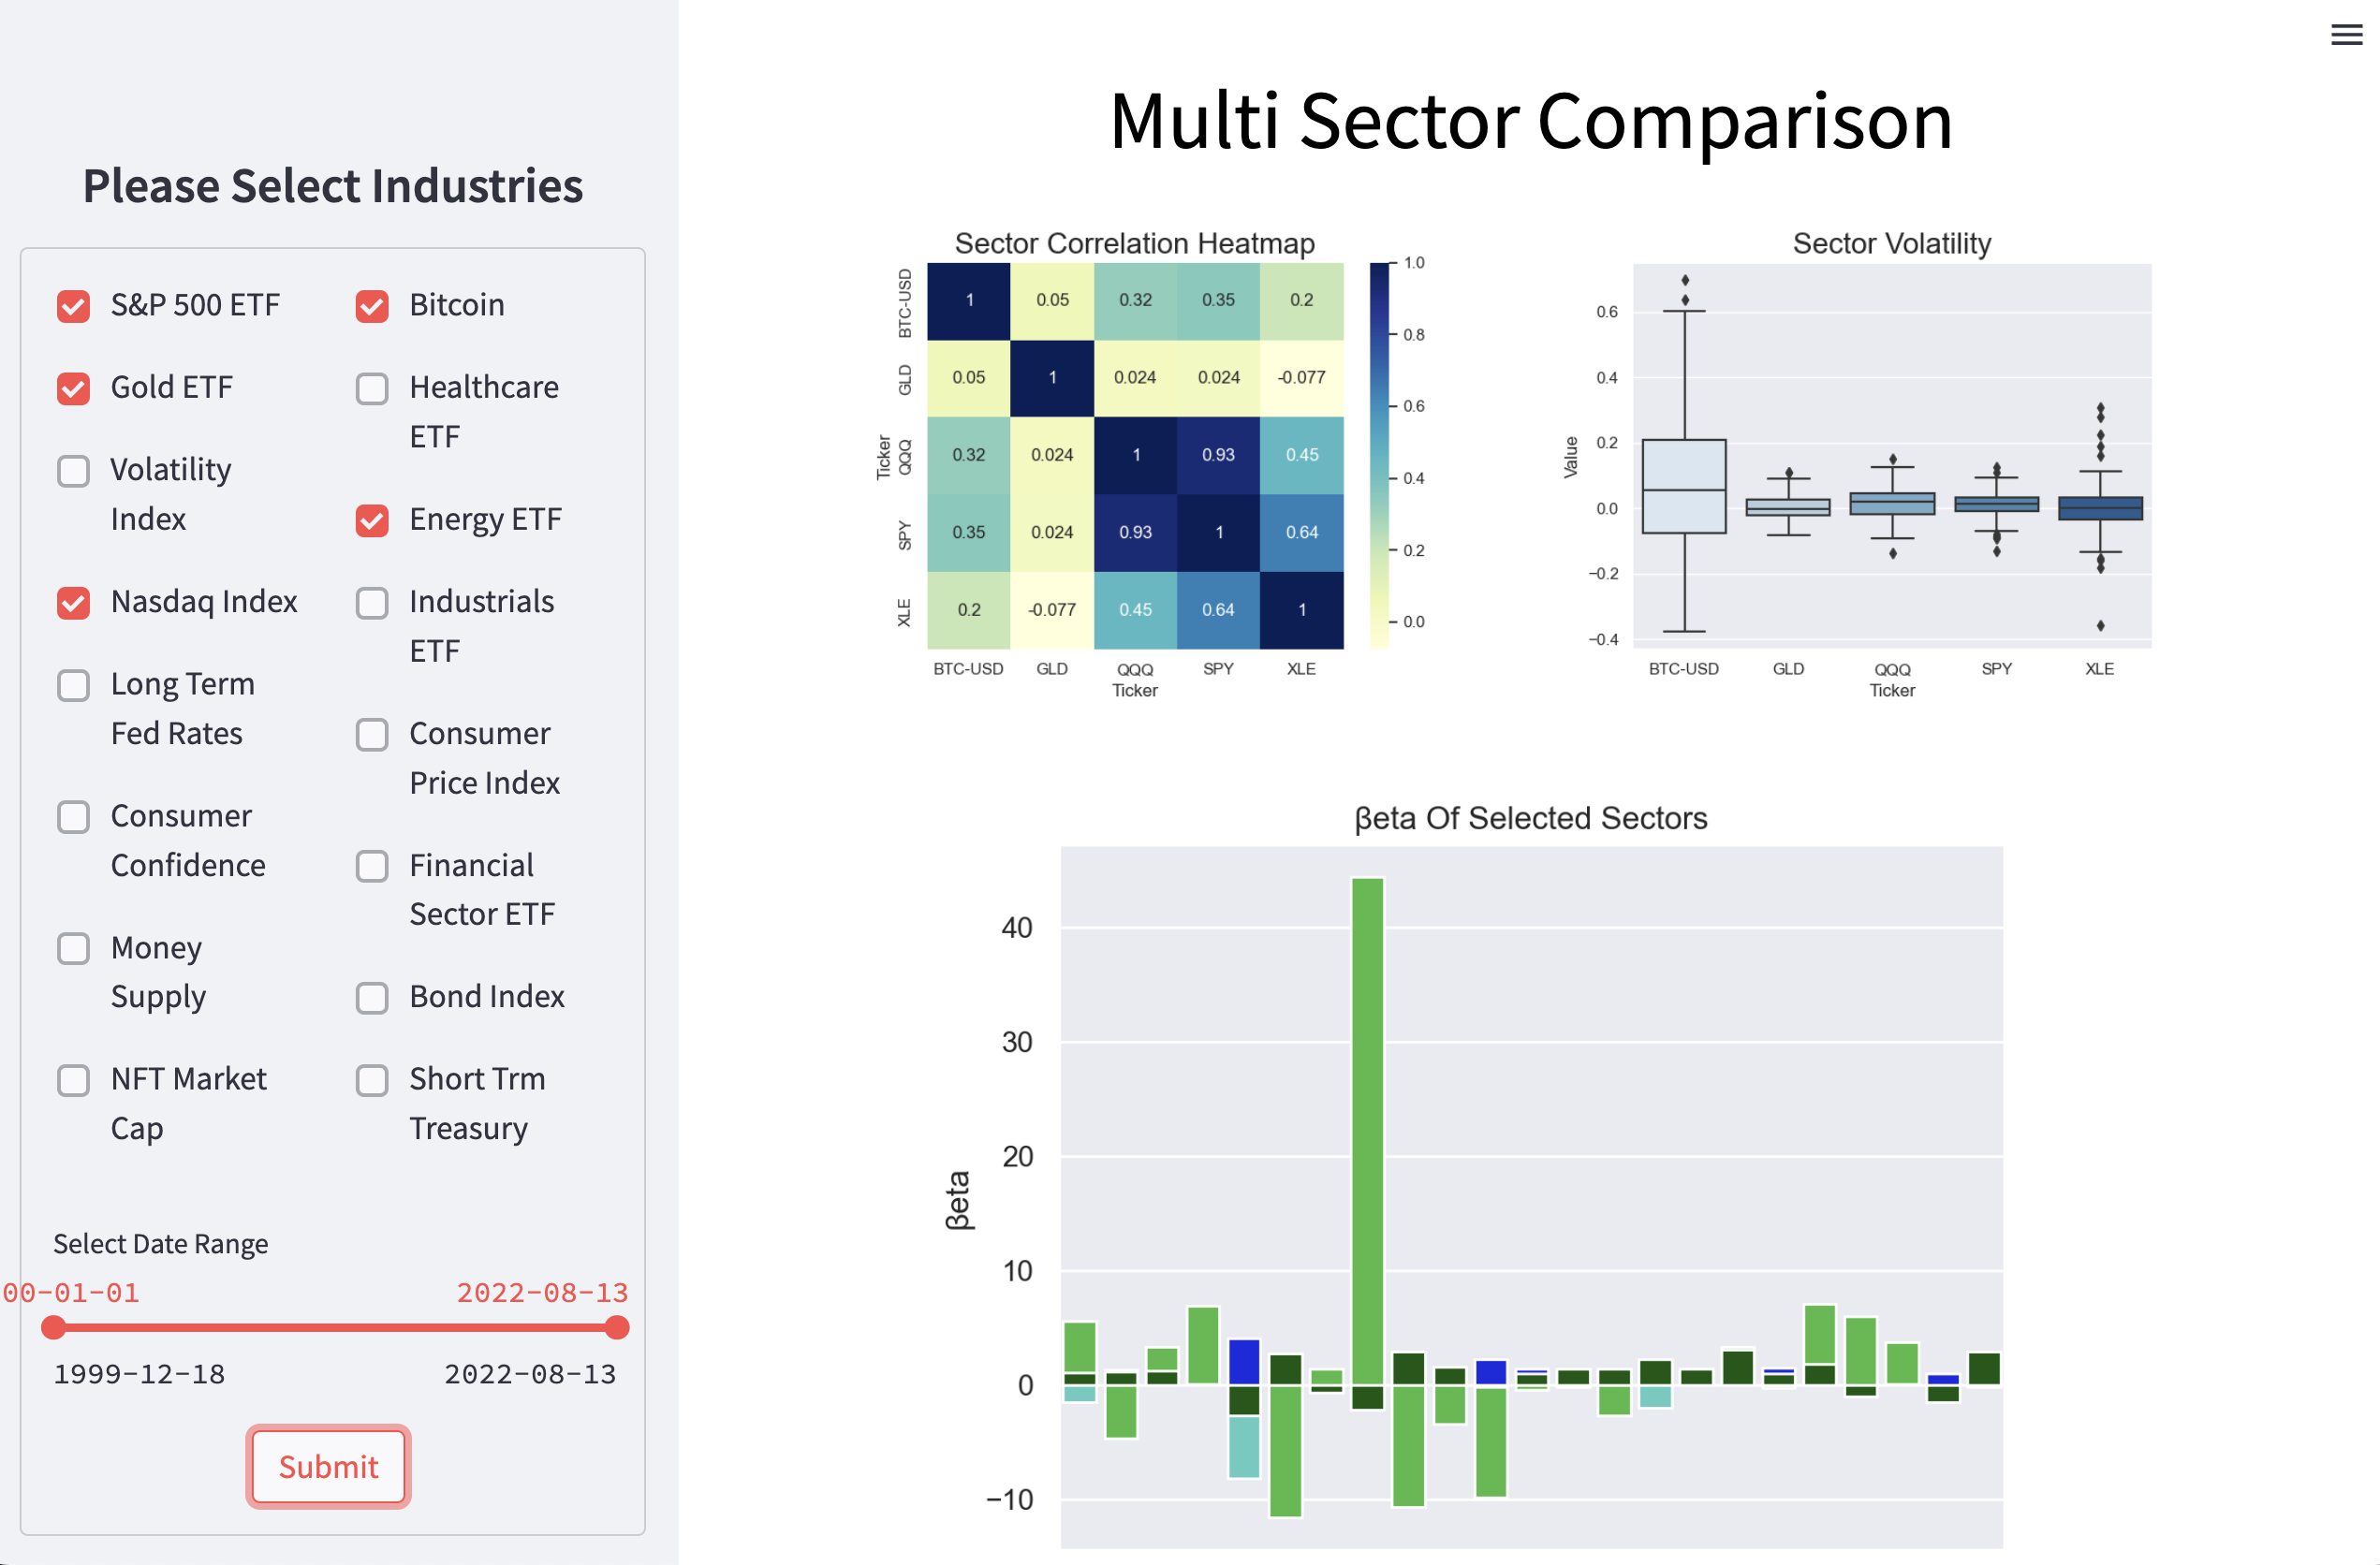 Multi Sector Comparison
Please Select Industries
S&P 500 ETF
Gold ETF
Volatility
Index
Nasdaq Index
Long Term
Fed Rates
Consumer
Confidence
Money
Supply
NFT Market
Cap
Bitcoin
Healthcare
ETF
Energy ETF
Industrials
ETF
Consumer
Price Index
Financial
Sector ETF
Bond Index
Short Trm
Treasury
Select Date Range
00-01-01 2022-08-13
1999-12-18 2022-08-13
Submit
Sector Correlation Heatmap
BTC-USD 1 0.05 0.32 0.35 0.2
GLD 0.05 1 0.024 0.024 -0.077
QQQ 0.32 0.024 1 0.93 0.45
SPY 0.35 0.024 0.93 1 0.64
XLE 0.2 -0.077 0.45 0.64 1
Ticker
BTC-USD GLD QQQ SPY XLE
Ticker
1.0
0.8
0.6
0.4
0.2
0.0
Sector Volatility
Value
0.6
0.4
0.2
0.0
−0.2
−0.4
BTC-USD GLD QQQ SPY XLE
Ticker
βeta Of Selected Sectors
βeta
40
30
20
10
0
−10